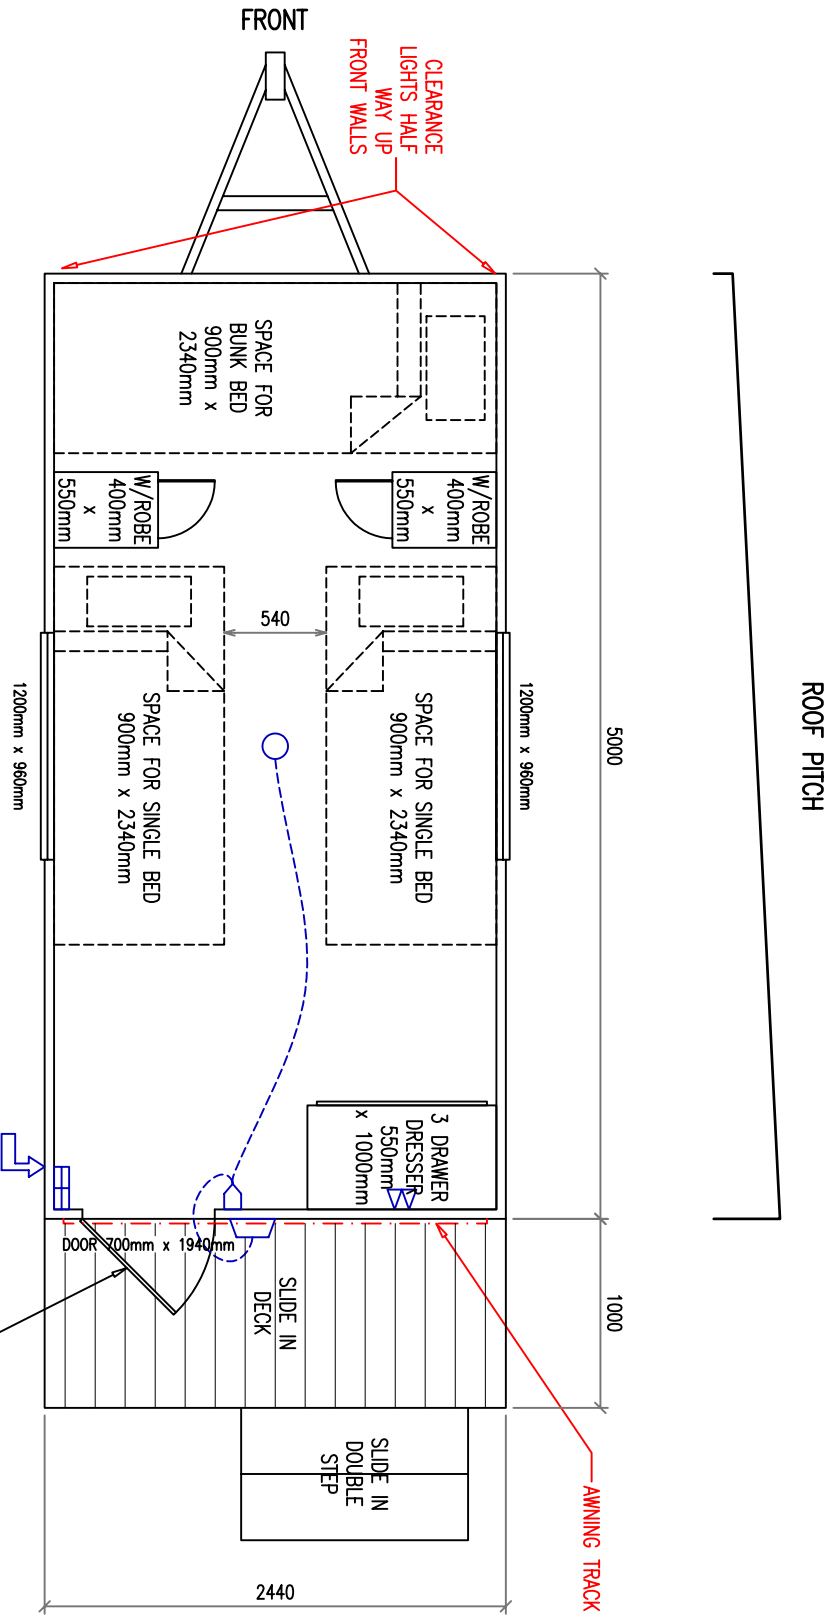 FRONT
CLEARANCE
LIGHTS HALF
WAY UP
FRONT WALLS
ROOF PITCH
5000
1000
1200mm x 960mm
SPACE FOR
BUNK BED
900mm x
2340mm
W/ROBE
400mm
x
550mm
W/ROBE
400mm
x
550mm
540
SPACE FOR SINGLE BED
900mm x 2340mm
SPACE FOR SINGLE BED
900mm x 2340mm
3 DRAWER
DRESSER
550mm
x 1000mm
DOOR 700mm x 1940mm
SLIDE IN
DECK
SLIDE IN
DOUBLE
STEP
AWNING TRACK
1200mm x 960mm
2440